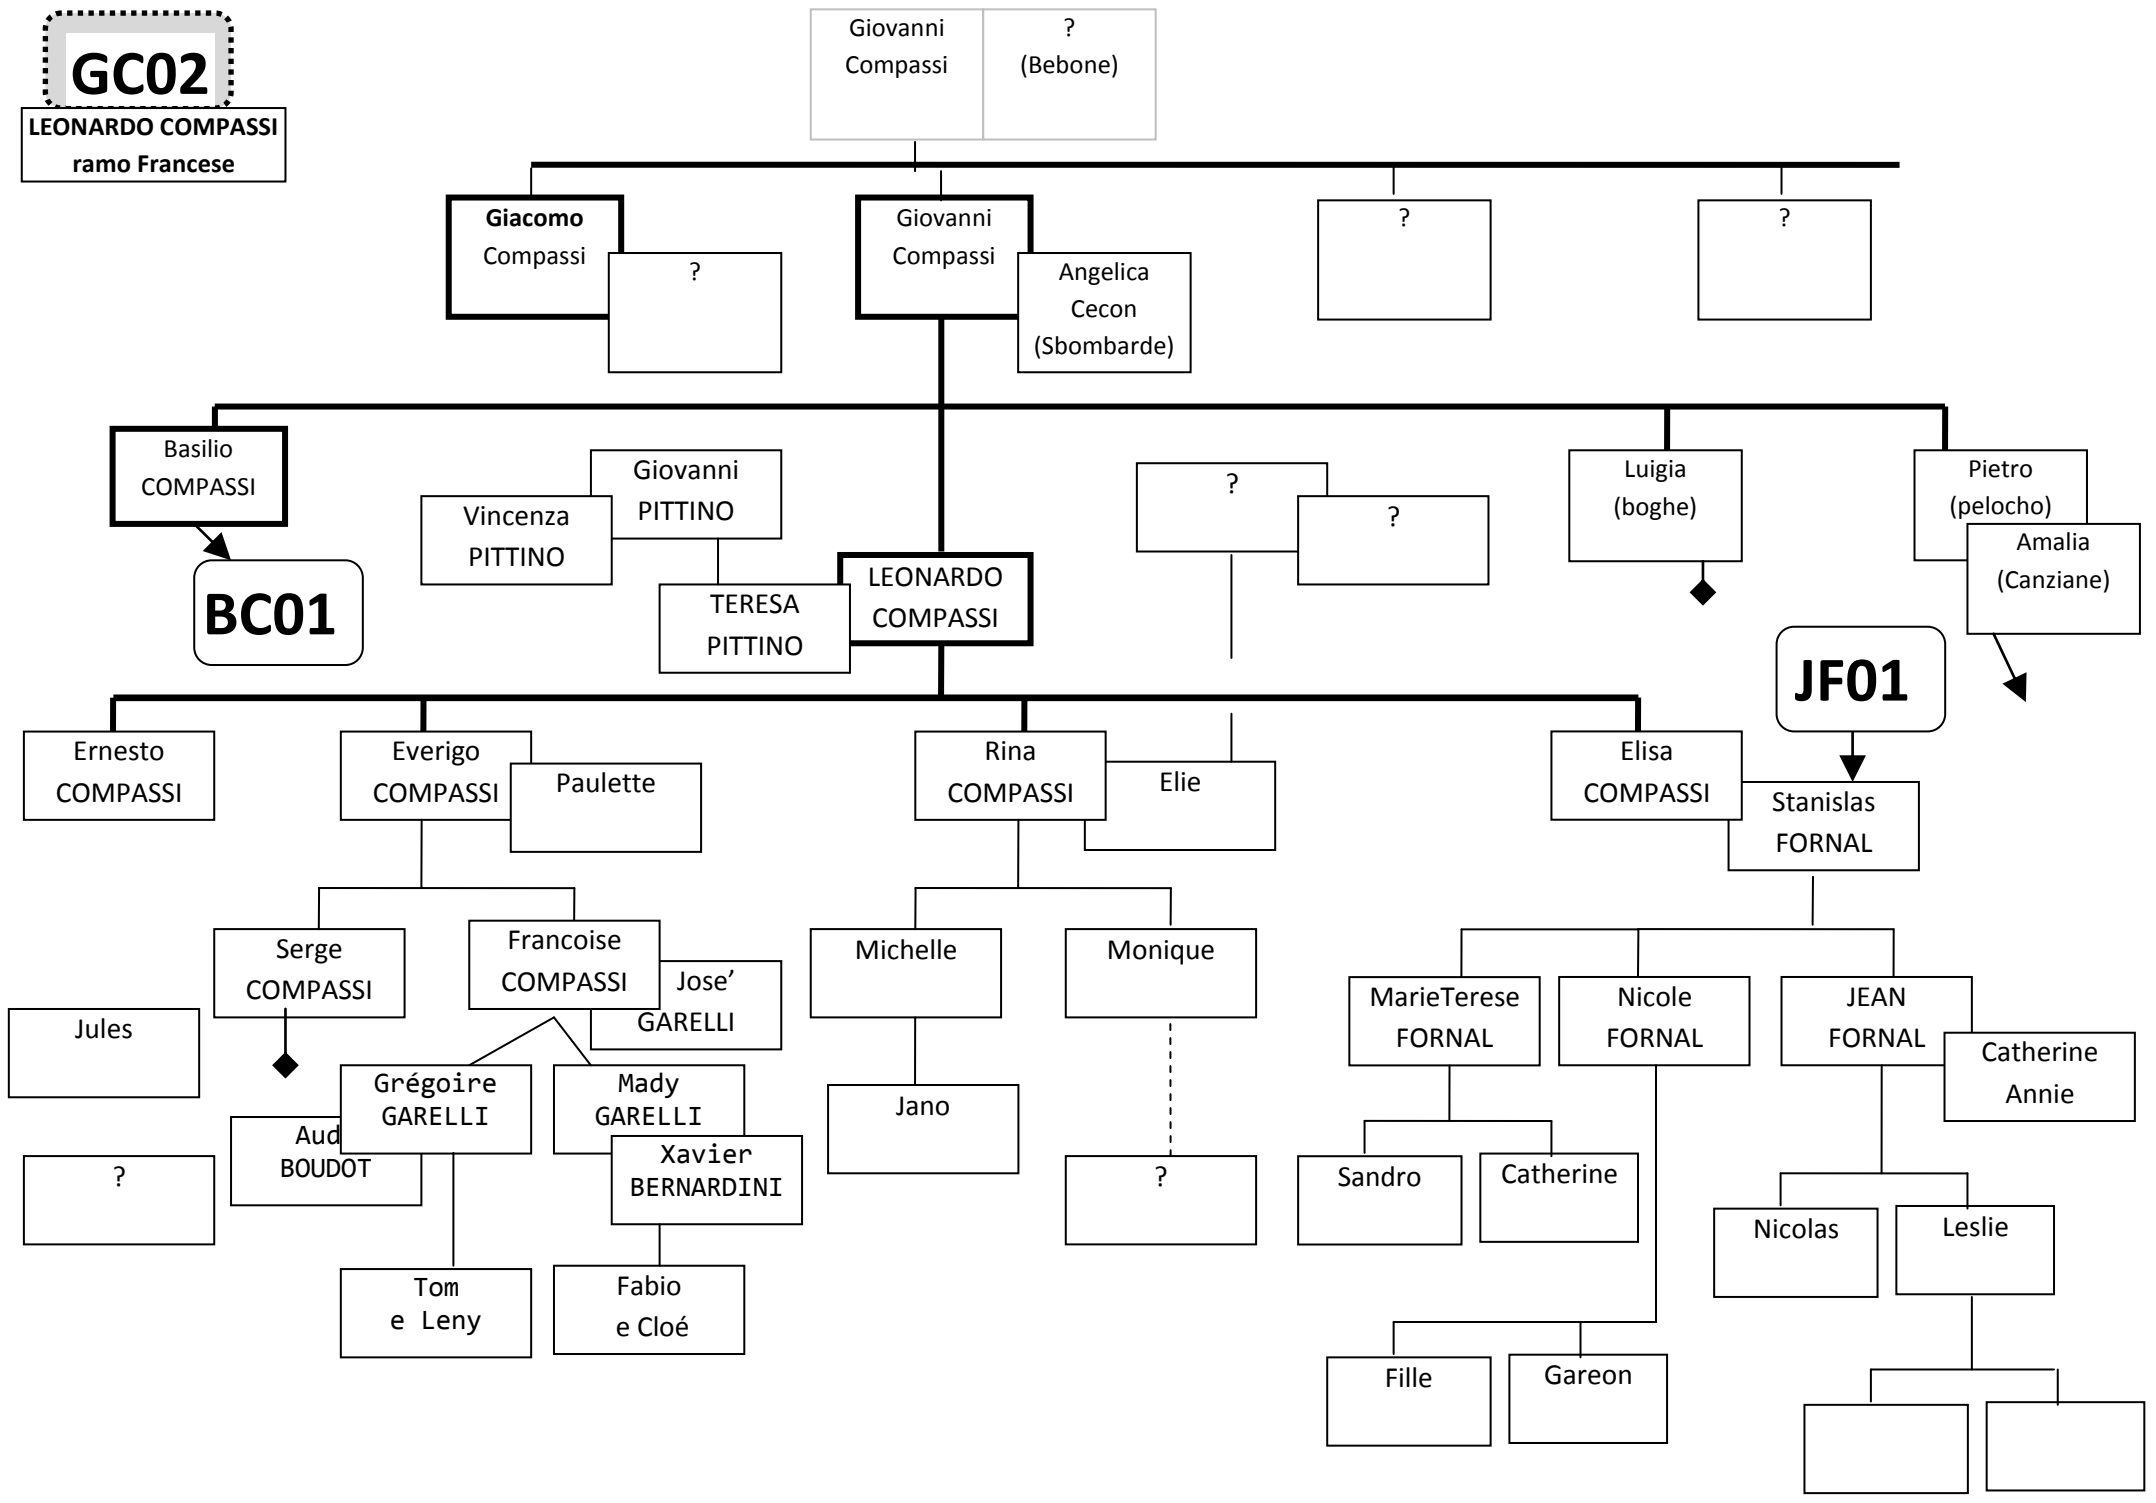 GC02
LEONARDO COMPASSI
ramo Francese
Giovanni
Compassi
?
(Bebone)
Giacomo
Compassi
?
Giovanni
Compassi
Angelica
Cecon
(Sbombarde)
?
?
Basilio
COMPASSI
BC01
Vincenza
PITTINO
Giovanni
PITTINO
TERESA
PITTINO
LEONARDO
COMPASSI
?
?
Luigia
(boghe)
Pietro
(pelocho)
Amalia
(Canziane)
JF01
Ernesto
COMPASSI
Everigo
COMPASSI
Paulette
Rina
COMPASSI
Elie
Elisa
COMPASSI
Stanislas
FORNAL
Serge
COMPASSI
Francoise
COMPASSI
Jose’
GARELLI
Michelle
Monique
MarieTerese
FORNAL
Nicole
FORNAL
JEAN
FORNAL
Catherine
Annie
Jules
Grégoire
GARELLI
Aud
BOUDOT
Mady
GARELLI
Xavier
BERNARDINI
Jano
?
?
Sandro
Catherine
Nicolas
Leslie
Tom
e Leny
Fabio
e Cloé
Fille
Gareon